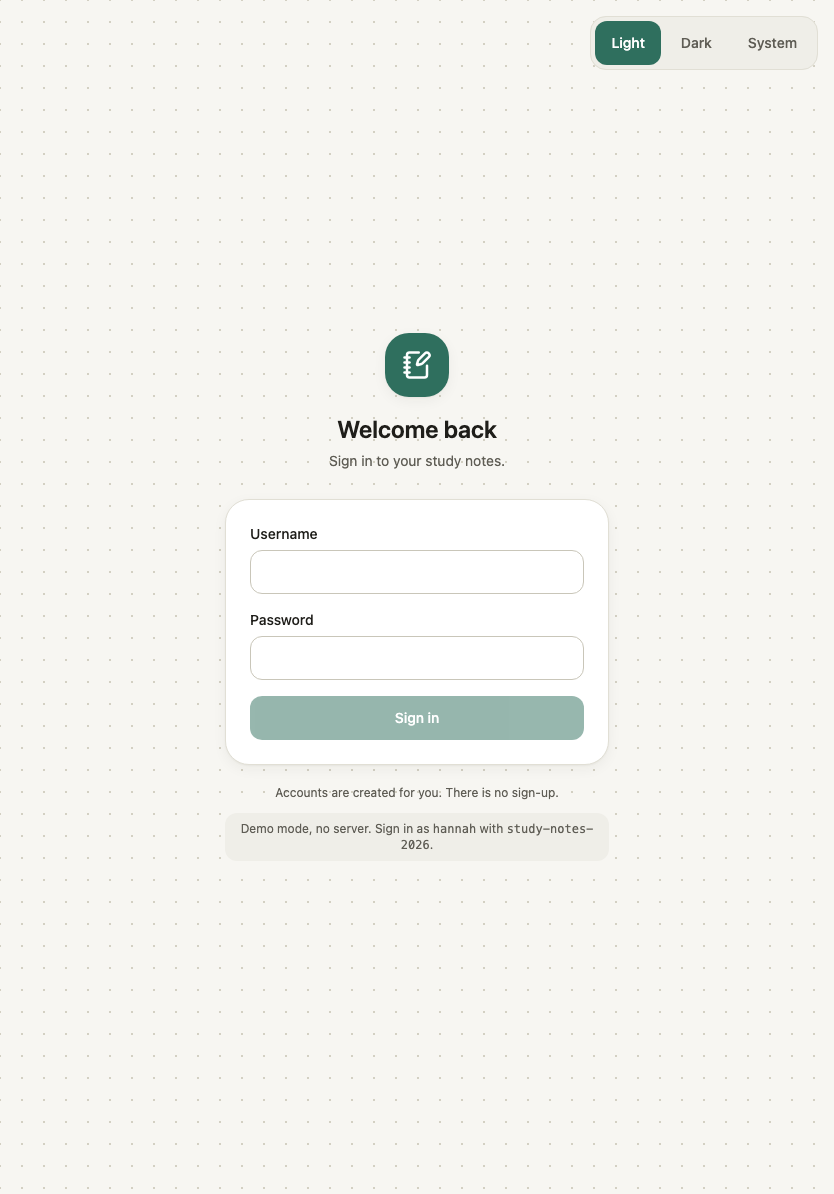 Light Dark System
Welcome back
Sign in to your study notes.
Username
Password
Sign in
Accounts are created for you. There is no sign-up.
Demo mode, no server. Sign in as hannah with study-notes-
2026.